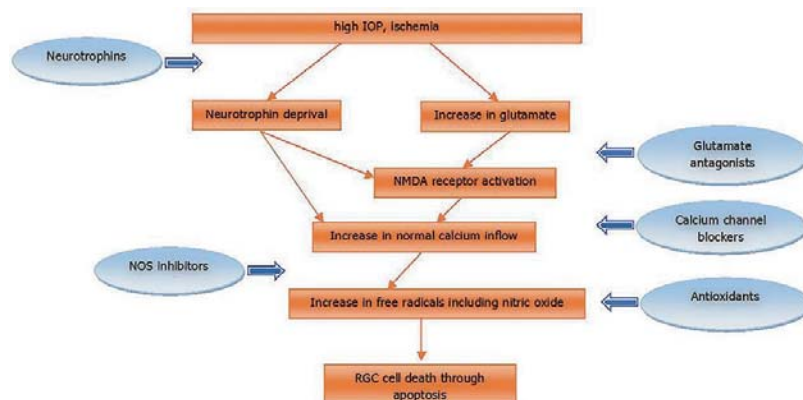 high IOP, ischemia
Neurotrophins
Neurotrophin deprival
Increase in glutamate
Glutamate
antagonists
NMDA receptor activation
Calcium channel
blockers
Increase in normal calcium inflow
NOS inhibitors
Increase in free radicals including nitric oxide
Antioxidants
RGC cell death through
apoptosis